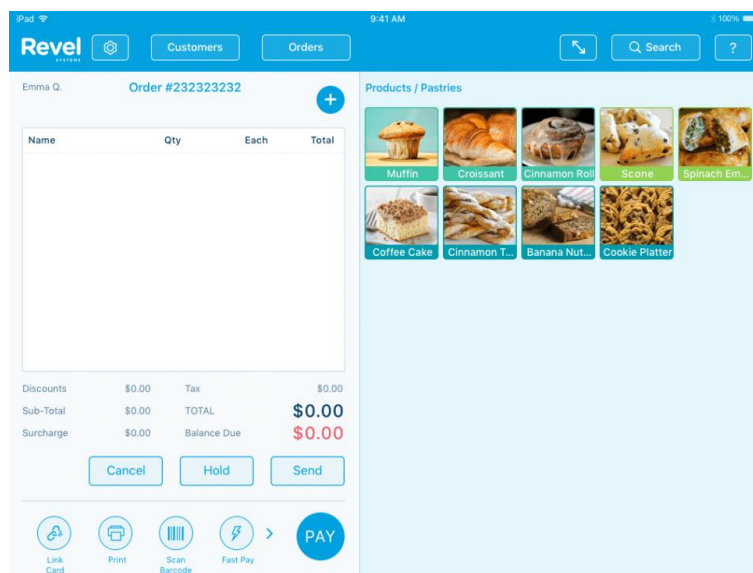 iPad 9:41 AM 100%
Revel Customers Orders Search ?
SYSTEMS
Emma Q. Order #232323232 +
Products / Pastries
Name Qty Each Total
Muffin Croissant Cinnamon Roll Scone Spinach Em...
Coffee Cake Cinnamon T... Banana Nut... Cookie Platter
Discounts $0.00 Tax $0.00
Sub-Total $0.00 TOTAL $0.00
Surcharge $0.00 Balance Due $0.00
Cancel Hold Send
PAY
Link Print Scan Fast Pay
Card Barcode